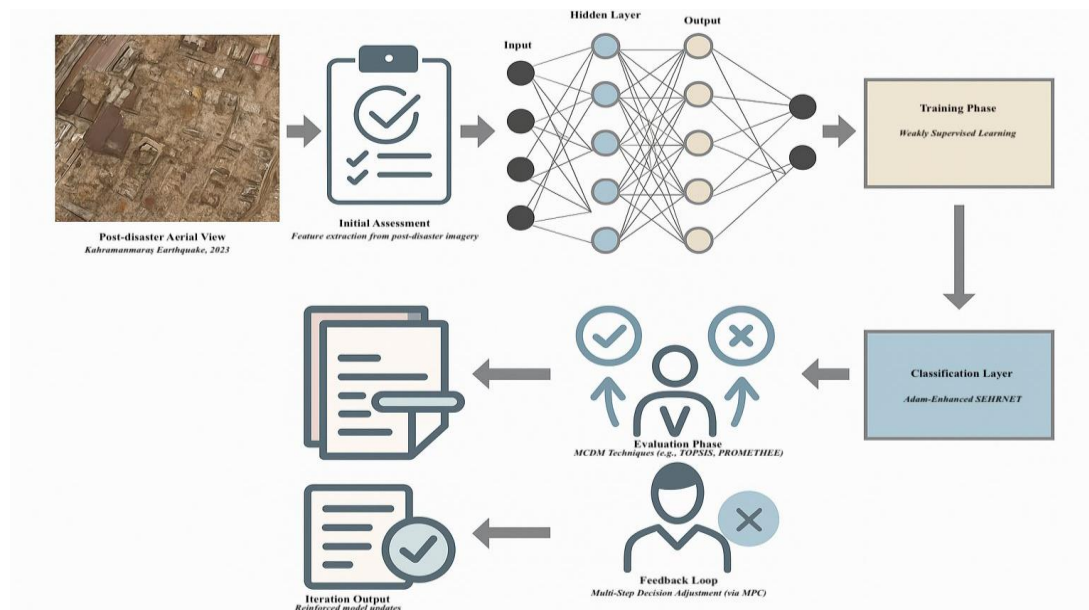 Hidden Layer
Output
Input
Training Phase
Weakly Supervised Learning
Initial Assessment
Feature extraction from post-disaster imagery
Post-disaster Aerial View
Kahramanmaraş Earthquake, 2023
Classification Layer
Adam-Enhanced SEHRNET
Evaluation Phase
MCDM Techniques (e.g., TOPSIS, PROMETHEE)
Feedback Loop
Multi-Step Decision Adjustment (via MPC)
Iteration Output
Reinforced model updates